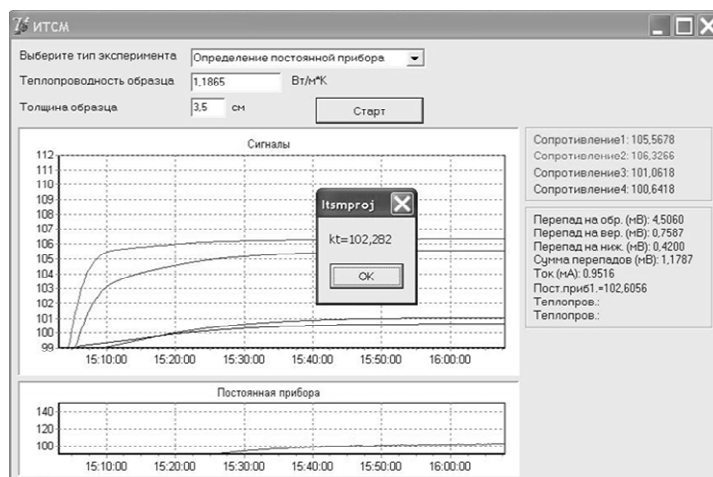 ИТСМ
Выберите тип эксперимента Определение постоянной прибора
Теплопроводность образца 1,1865 Вт/м*К
Толщина образца 3,5 см Старт
Сигналы
112
111
110
109
108
107
106
105
104
103
102
101
100
99
15:10:00 15:20:00 15:30:00 15:40:00 15:50:00 16:00:00
Itsmproj
kt=102,282
OK
Сопротивление1: 105,5678
Сопротивление2: 106,3266
Сопротивление3: 101,0618
Сопротивление4: 100,6418
Перепад на обр. (мВ): 4,5060
Перепад на вер. (мВ): 0,7587
Перепад на ниж. (мВ): 0,4200
Сумма перепадов (мВ): 1,1787
Ток (мА): 0.9516
Пост.приб1.=102,6056
Теплопров.:
Теплопров.:
Постоянная прибора
140
120
100
15:10:00 15:20:00 15:30:00 15:40:00 15:50:00 16:00:00